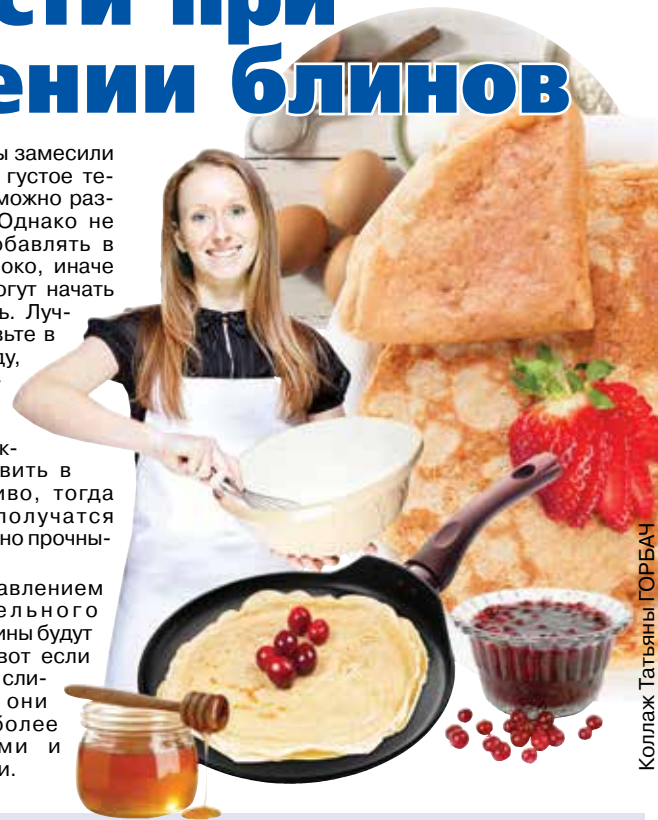 сти при
ении блинов
ы замесили
густое те-
можно раз-
Однако не
обавлять в
око, иначе
огут начать
ь. Луч-
вьте в
ду,
к-
вить в
иво, тогда
получатся
но прочны-
авлением
ельного
ины будут
вот если
сли-
они
более
ми и
и.
Коллаж Татьяны ГОРБАЧ